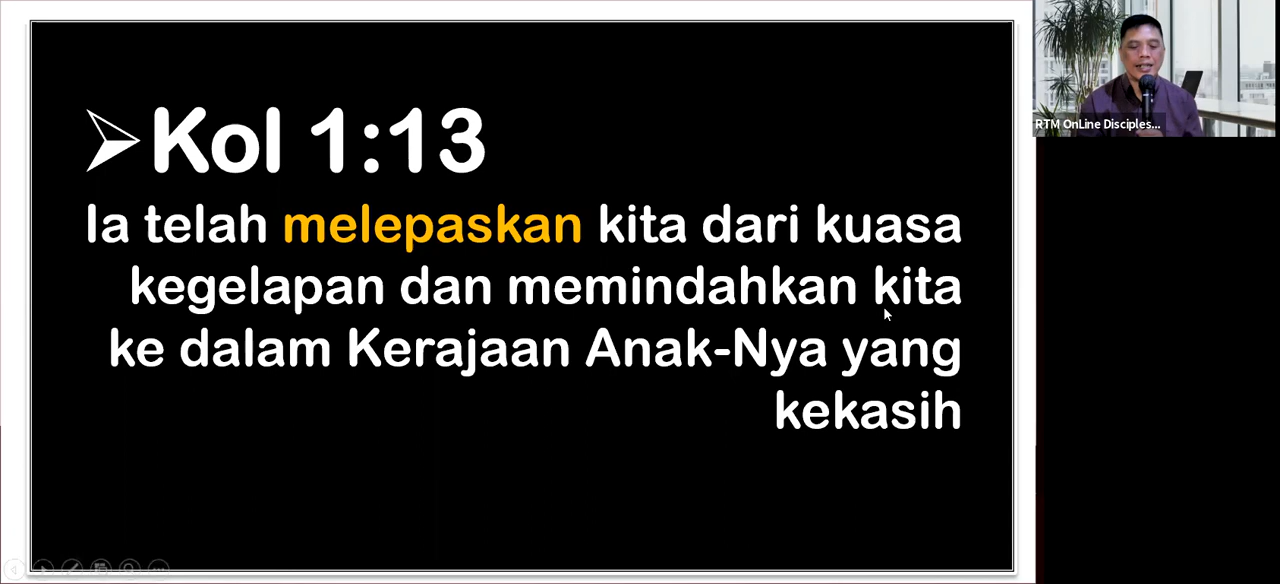 Kol 1:13
Ia telah melepaskan kita dari kuasa
kegelapan dan memindahkan kita
ke dalam Kerajaan Anak-Nya yang
kekasih
RTM OnLine Disciples...